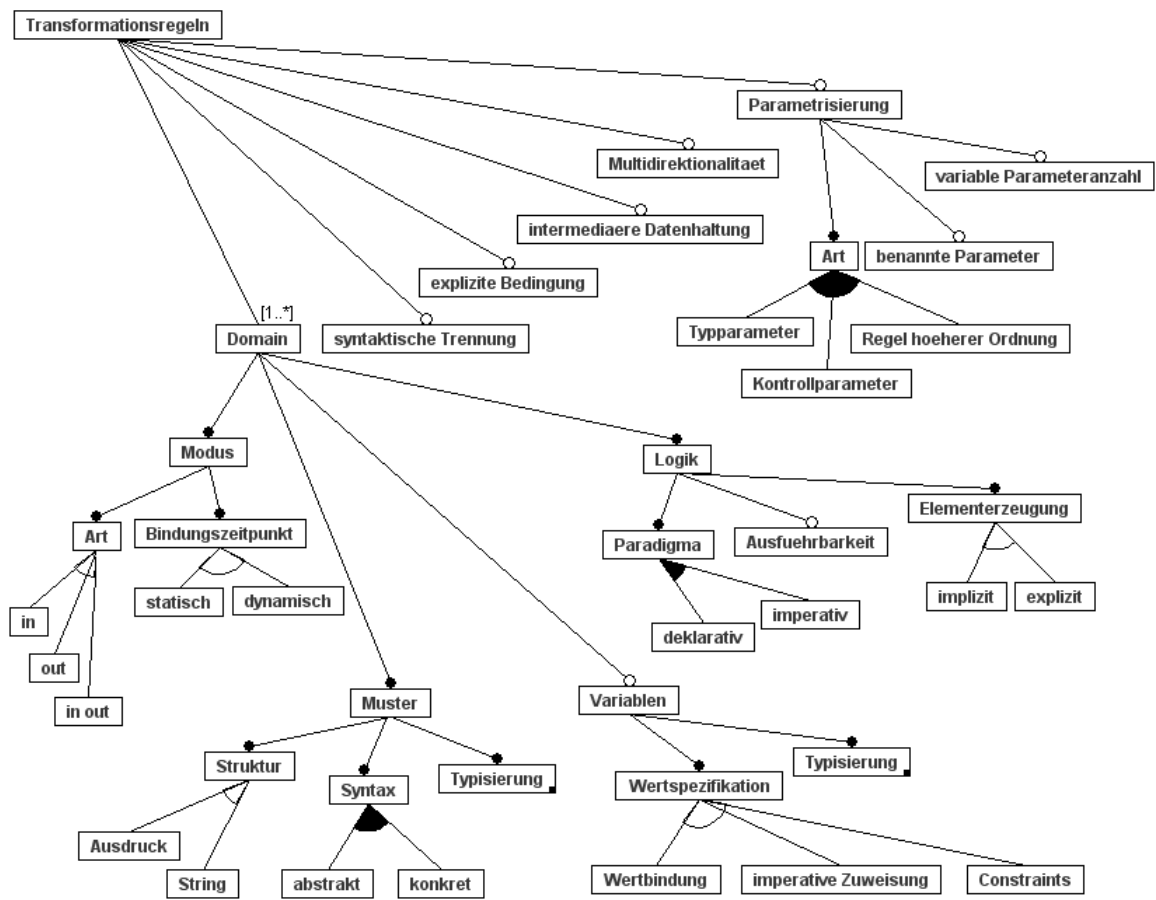 Transformationsregeln
Parametrisierung
Multidirektionalitaet
variable Parameteranzahl
intermediaere Datenhaltung
Art
benannte Parameter
explizite Bedingung
[1..*]
Domain
syntaktische Trennung
Typparameter
Regel hoeherer Ordnung
Kontrollparameter
Modus
Logik
Art
Bindungszeitpunkt
Paradigma
Ausfuehrbarkeit
Elementerzeugung
in
statisch
dynamisch
deklarativ
imperativ
implizit
explizit
out
in out
Muster
Variablen
Struktur
Syntax
Typisierung
Wertspezifikation
Typisierung
Ausdruck
String
abstrakt
konkret
Wertbindung
imperative Zuweisung
Constraints